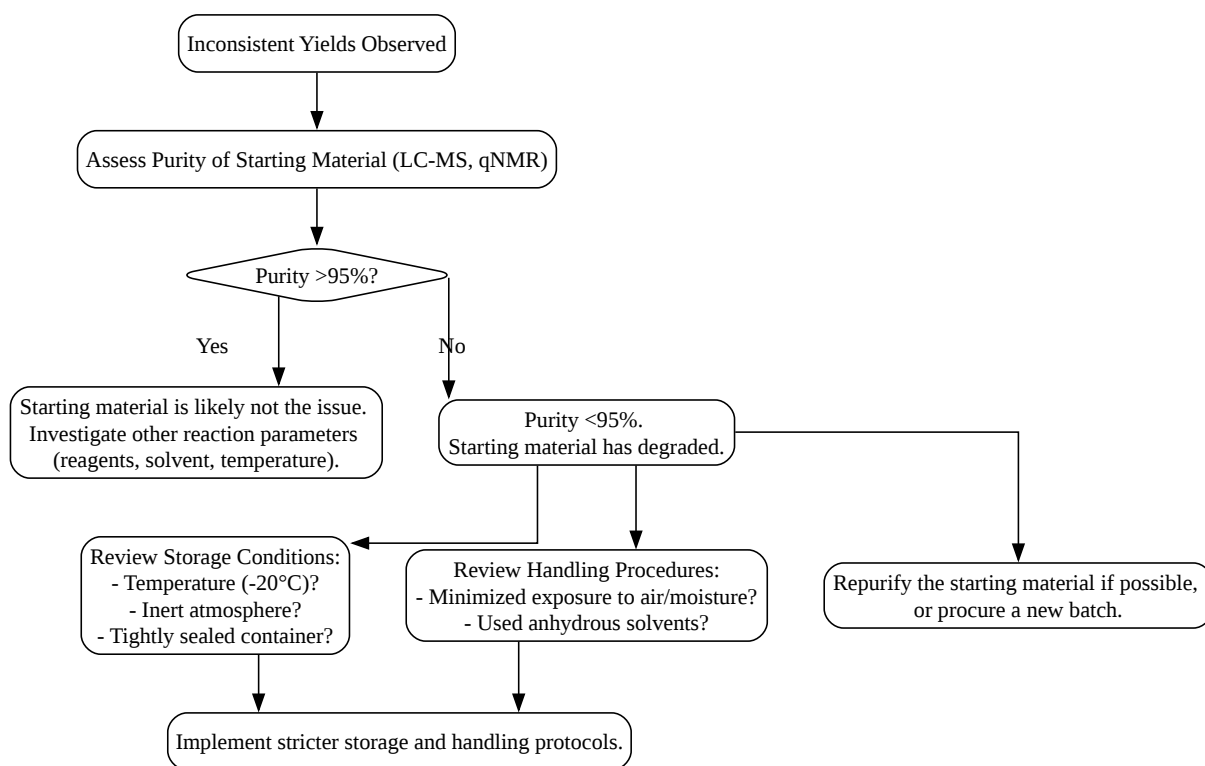 Inconsistent Yields Observed
Assess Purity of Starting Material (LC-MS, qNMR)
Purity >95%?
Yes
No
Starting material is likely not the issue.
Investigate other reaction parameters
(reagents, solvent, temperature).
Purity <95%.
Starting material has degraded.
Review Storage Conditions:
- Temperature (-20°C)?
- Inert atmosphere?
- Tightly sealed container?
Review Handling Procedures:
- Minimized exposure to air/moisture?
- Used anhydrous solvents?
Repurify the starting material if possible,
or procure a new batch.
Implement stricter storage and handling protocols.